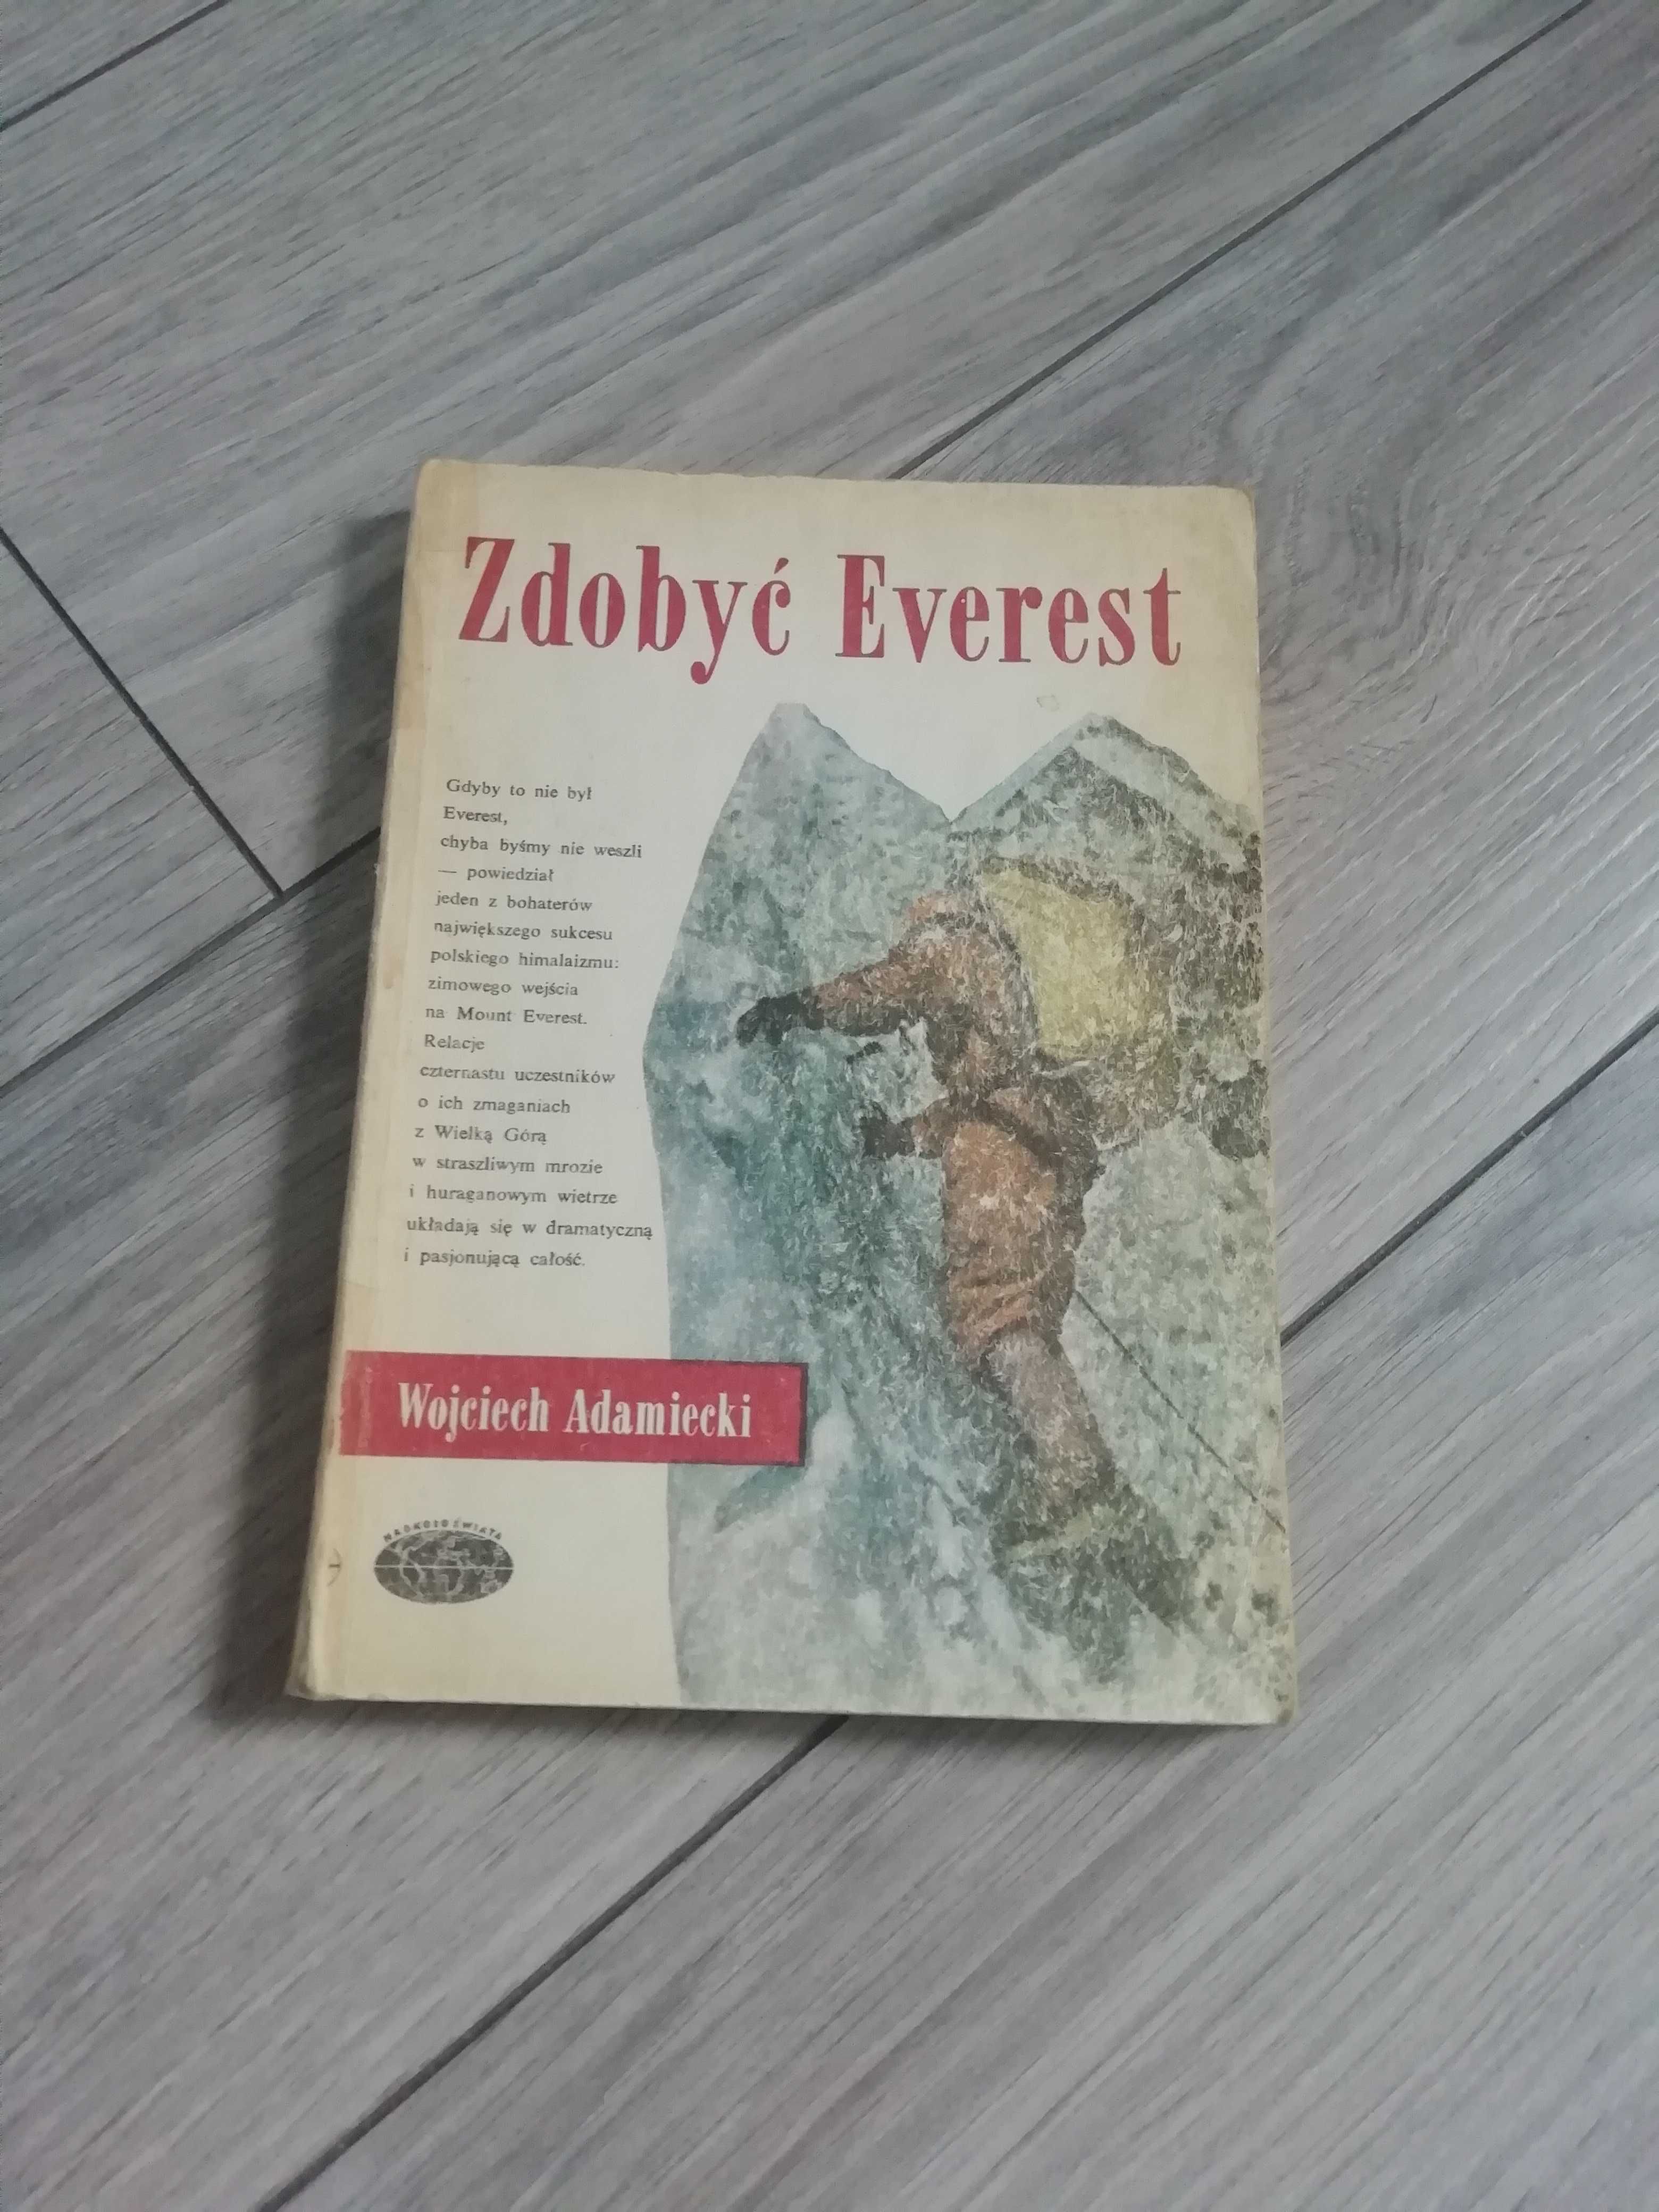 Zdobyć Everest
Gdyby to nie był
Everest,
chyba byśmy nie weszli
— powiedział
jeden z bohaterów
największego sukcesu
polskiego himalaizmu:
zimowego wejścia
na Mount Everest.
Relacje
czternastu uczestników
o ich zmaganiach
z Wielką Górą
w straszliwym mrozie
i huraganowym wietrze
układają się w dramatyczną
i pasjonującą całość.
Wojciech Adamiecki
NAOKOŁO ŚWIATA